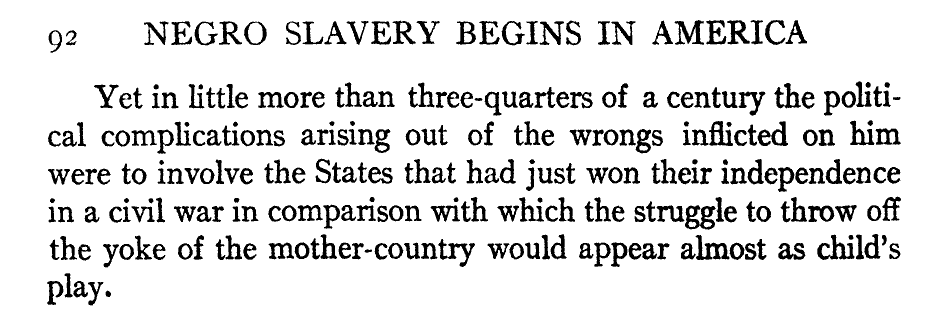 92 NEGRO SLAVERY BEGINS IN AMERICA
Yet in little more than three-quarters of a century the politi-
cal complications arising out of the wrongs inflicted on him
were to involve the States that had just won their independence
in a civil war in comparison with which the struggle to throw off
the yoke of the mother-country would appear almost as child's
play.